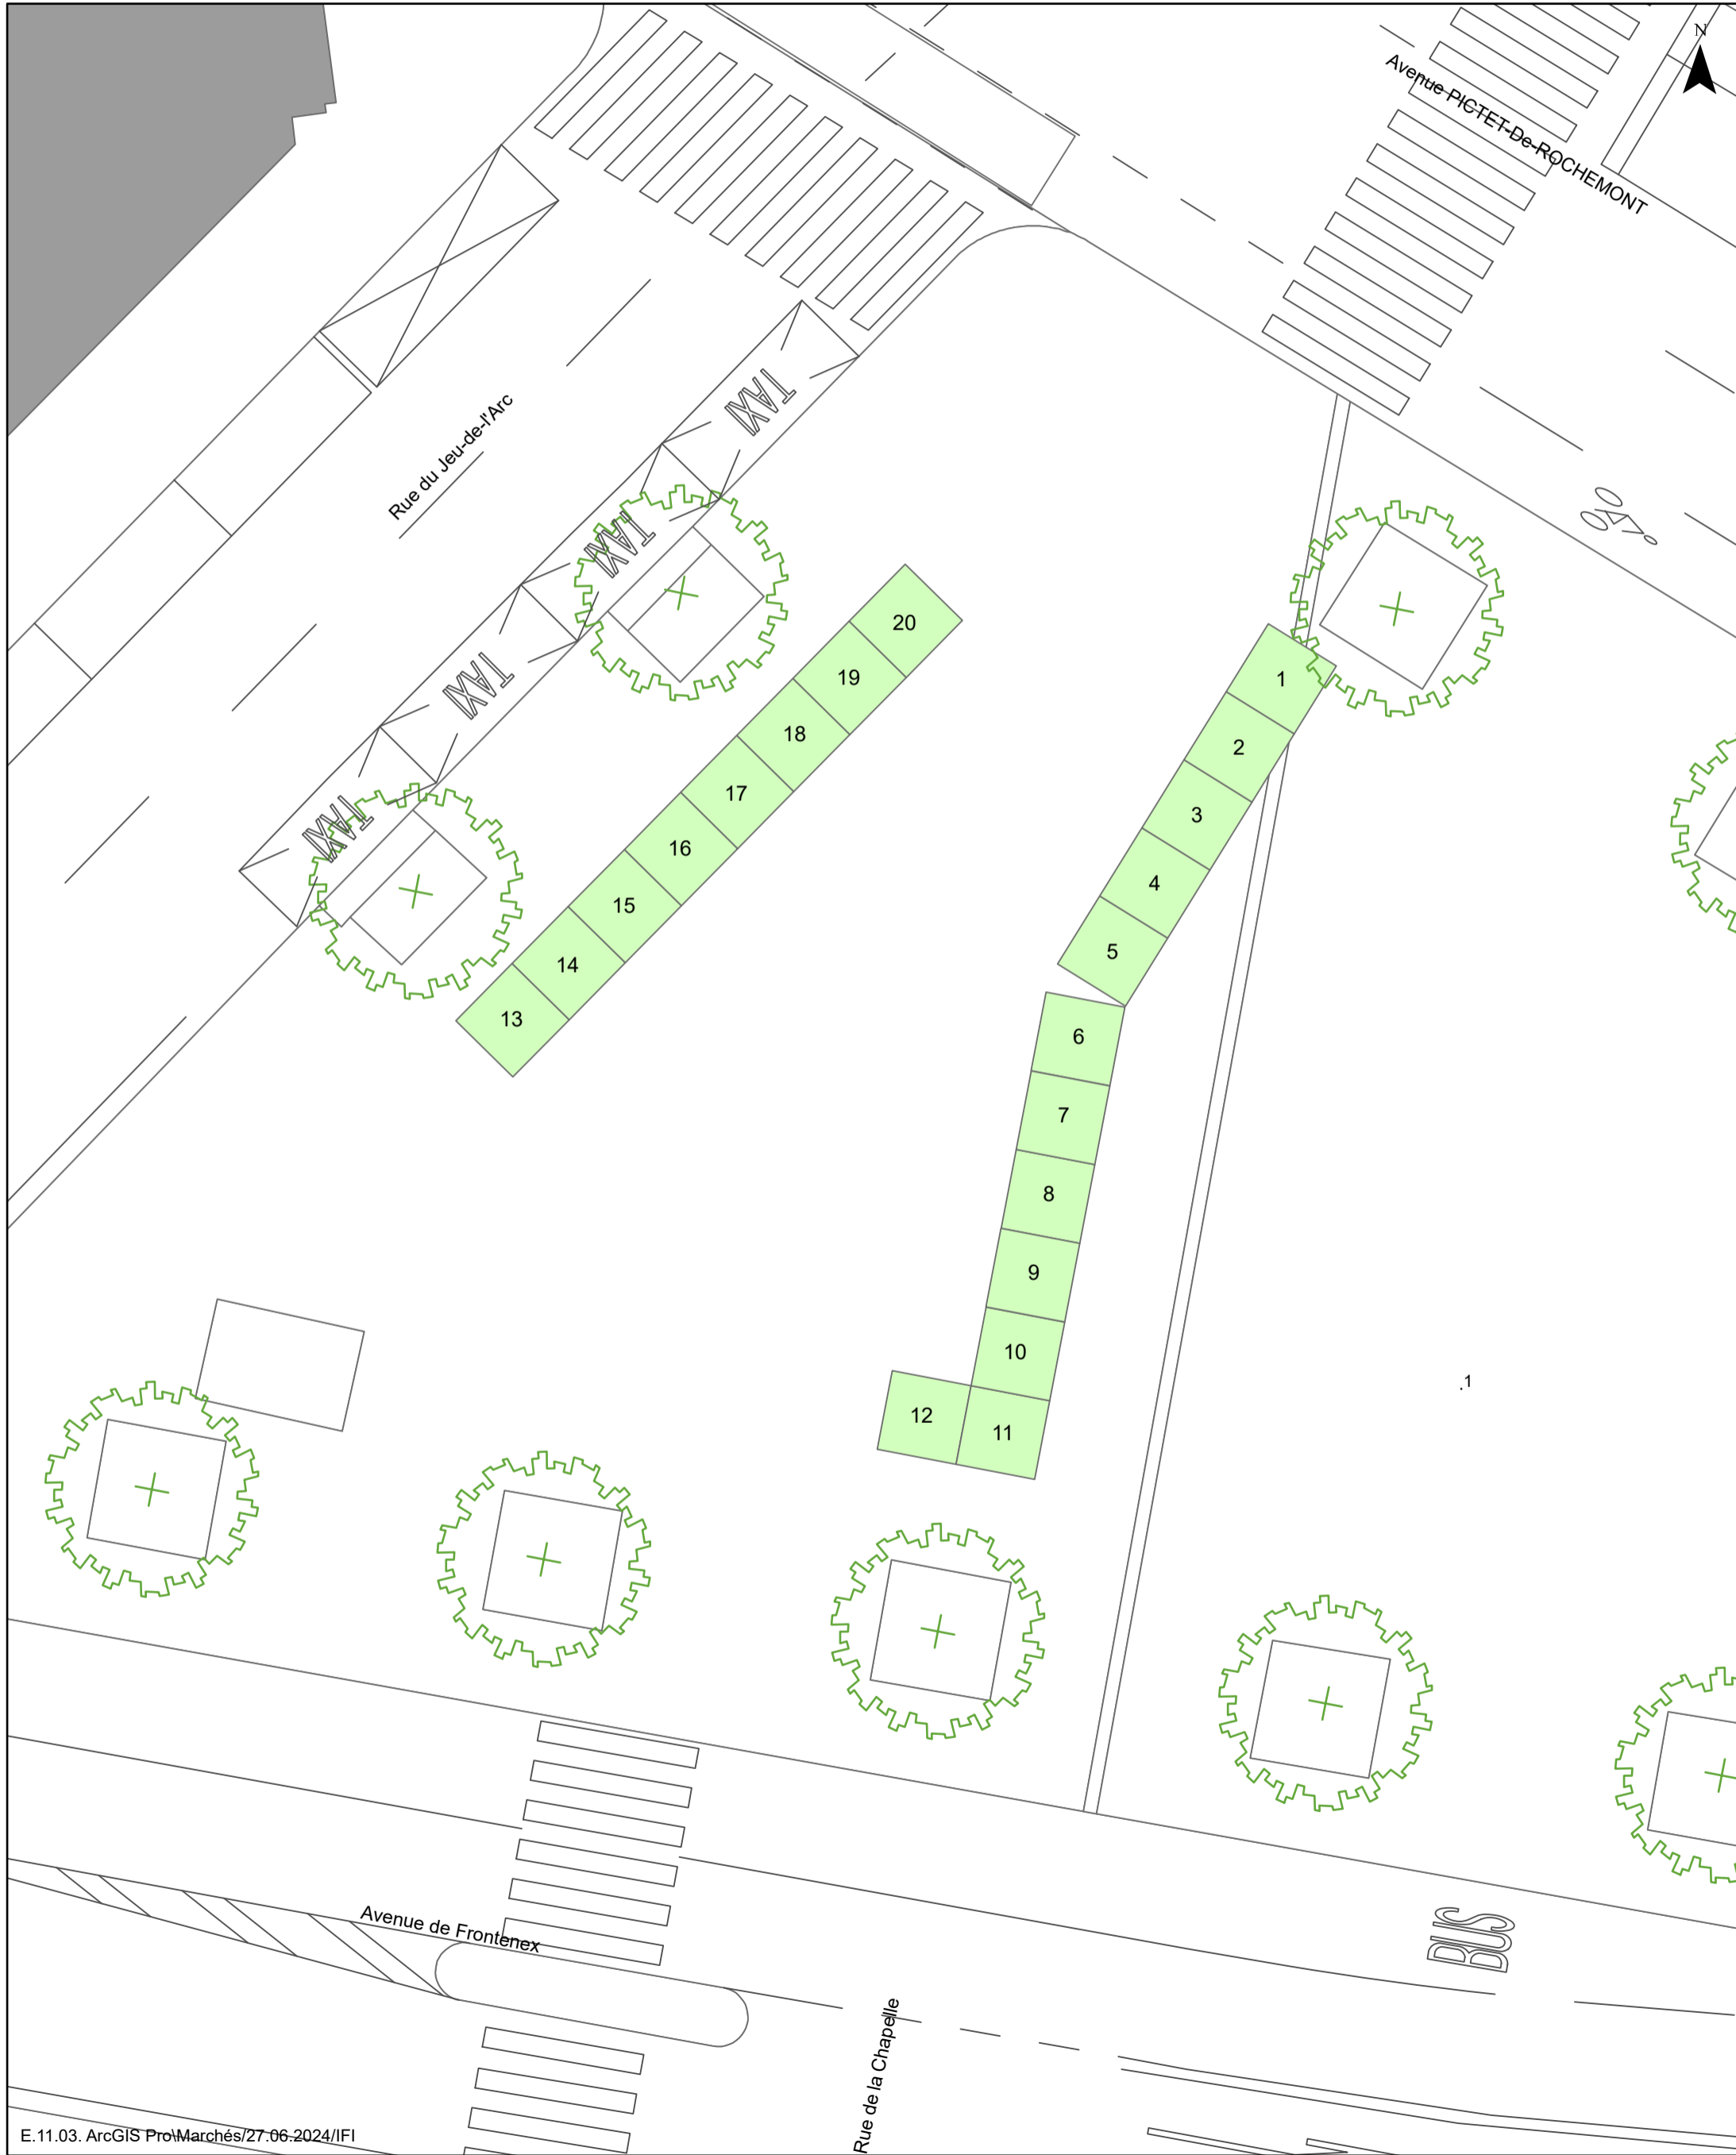 N
Avenue PICTET-De-ROCHEMONT
Rue du Jeu-de-l'Arc
TAXI
TAXI
TAXI
TAXI
20
19
18
17
16
15
14
13
1
2
3
4
5
6
7
8
9
10
11
12
.1
BUS
Avenue de Frontenex
Rue de la Chapelle
E.11.03. ArcGIS Pro\Marchés/27.06.2024/IFI